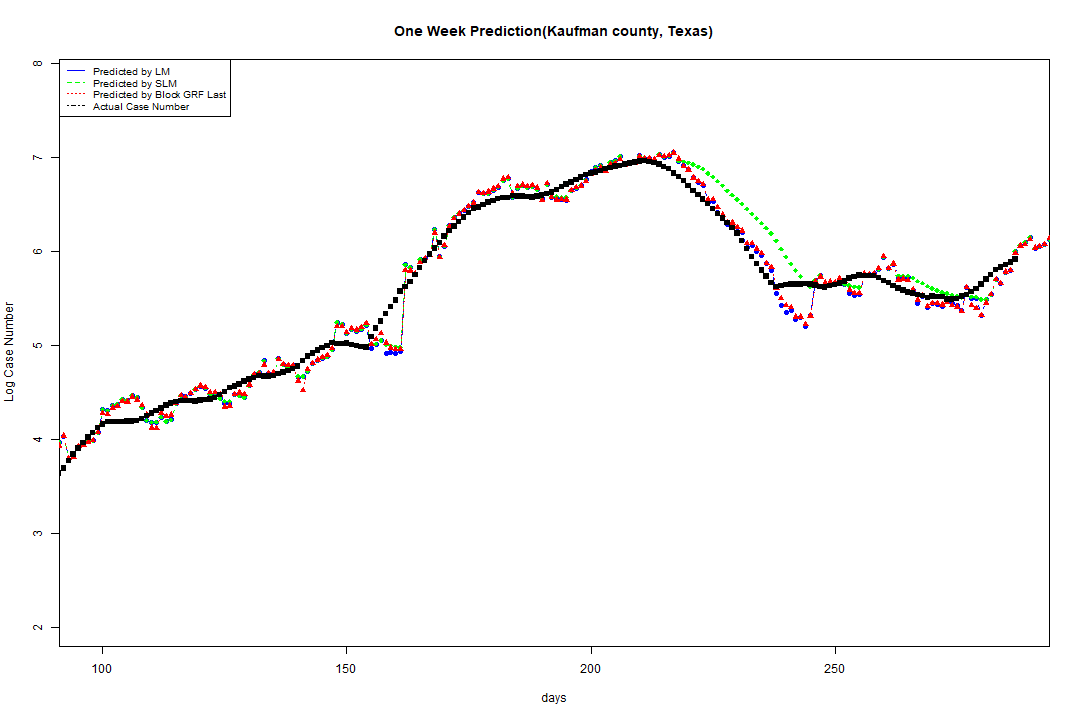 One Week Prediction(Kaufman county, Texas)
Predicted by LM
Predicted by SLM
Predicted by Block GRF Last
Actual Case Number
8
7
6
5
4
3
2
Log Case Number
100 150 200 250
days